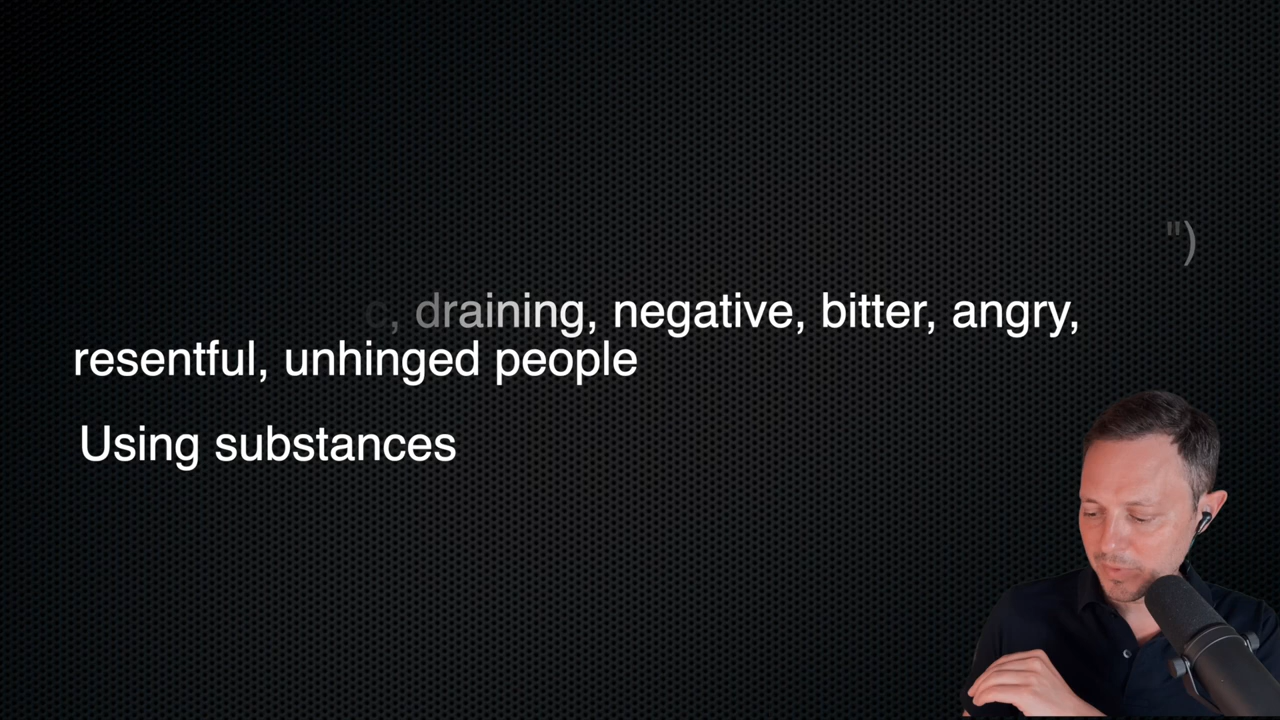 ")
, draining, negative, bitter, angry,
resentful, unhinged people
Using substances